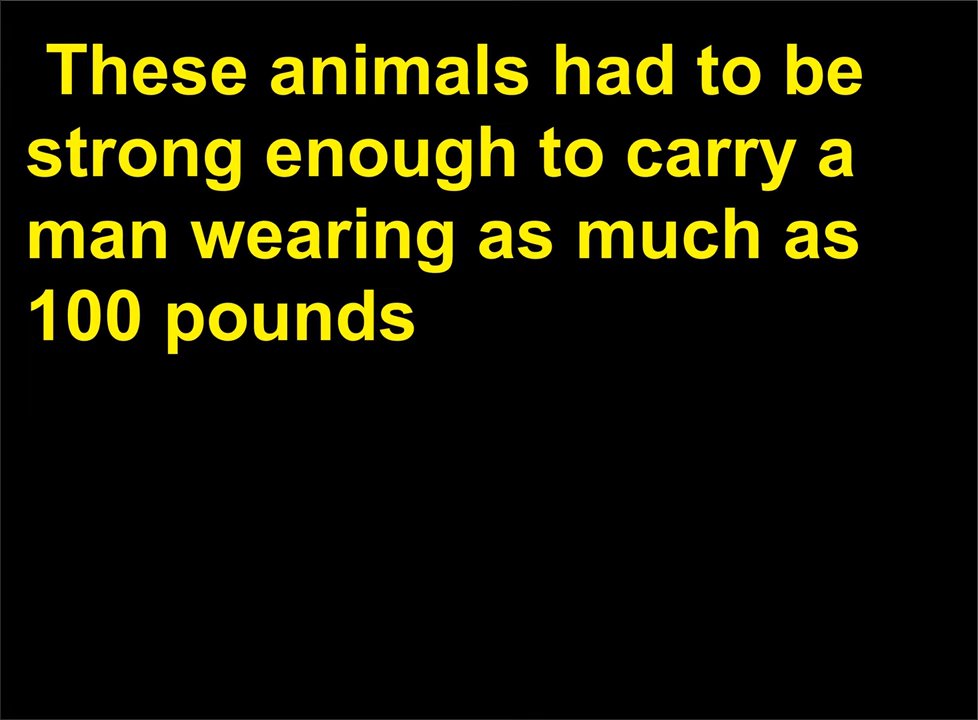 These animals had to be
strong enough to carry a
man wearing as much as
100 pounds